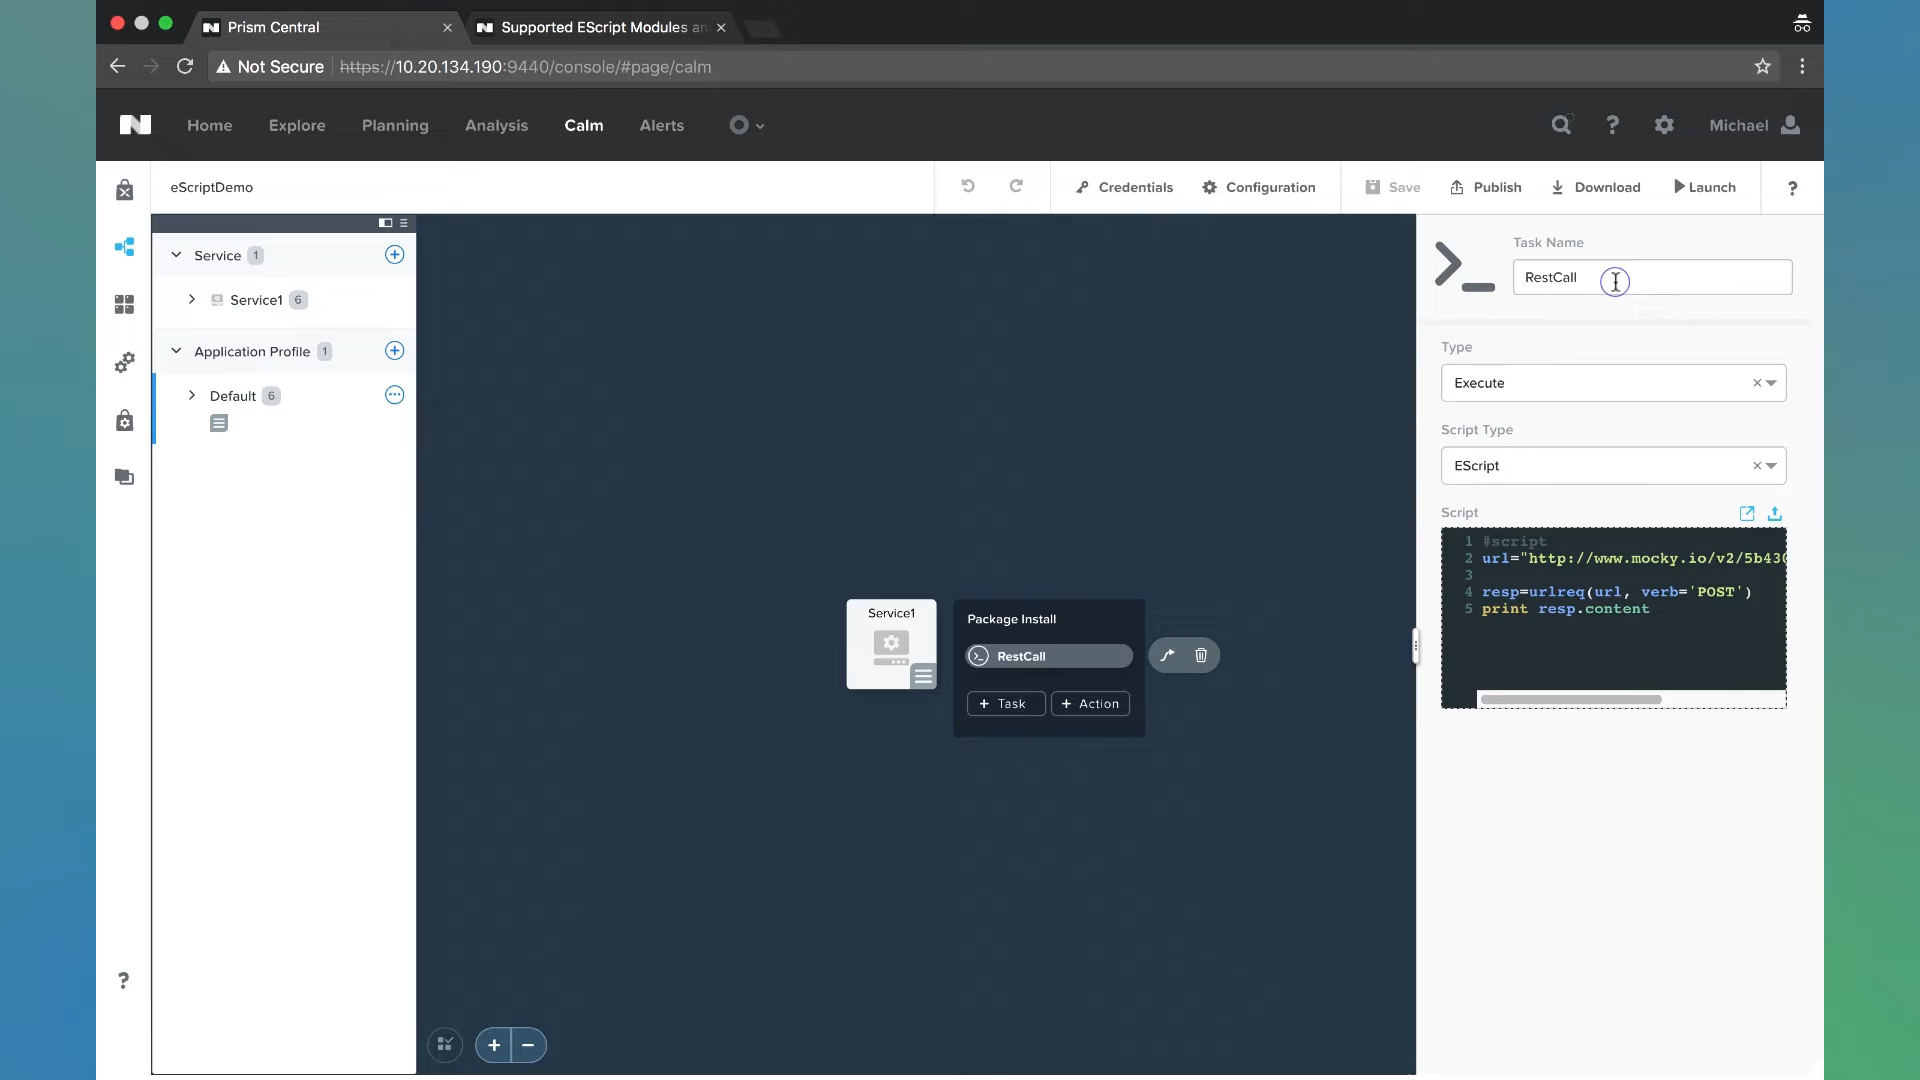 Prism Central
Supported EScript Modules an
Not Secure
https://10.20.134.190:9440/console/#page/calm
Home
Explore
Planning
Analysis
Calm
Alerts
?
Michael
eScriptDemo
Credentials
Configuration
Save
Publish
Download
Launch
?
Service 1
Service1 6
Application Profile 1
Default 6
Service1
Package Install
RestCall
+ Task
+ Action
Task Name
RestCall
Type
Execute
Script Type
EScript
Script
1 #script
2 url="http://www.mocky.io/v2/5b430
3
4 resp=urlreq(url, verb='POST')
5 print resp.content
?
+ −